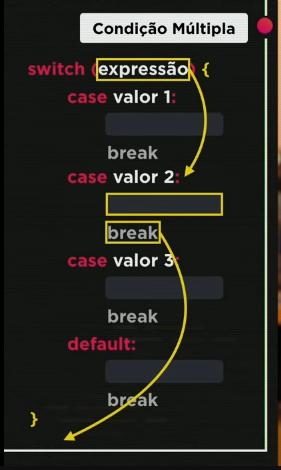 Condição Múltipla
switch (expressão) {
case valor 1:
break
case valor 2:
break
case valor 3:
break
default:
break
}